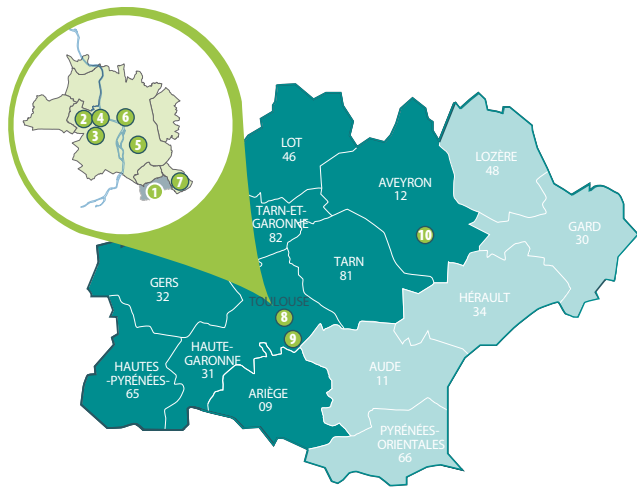 2
4
6
3
5
7
1
LOT
46
AVEYRON
12
LOZÈRE
48
10
GARD
30
TARN-ET-
GARONNE
82
TARN
81
GERS
32
TOULOUSE
8
9
HÉRAULT
34
HAUTE-
GARONNE
31
HAUTES
-PYRÉNÉES-
65
ARIÈGE
09
AUDE
11
PYRÉNÉES-
ORIENTALES
66